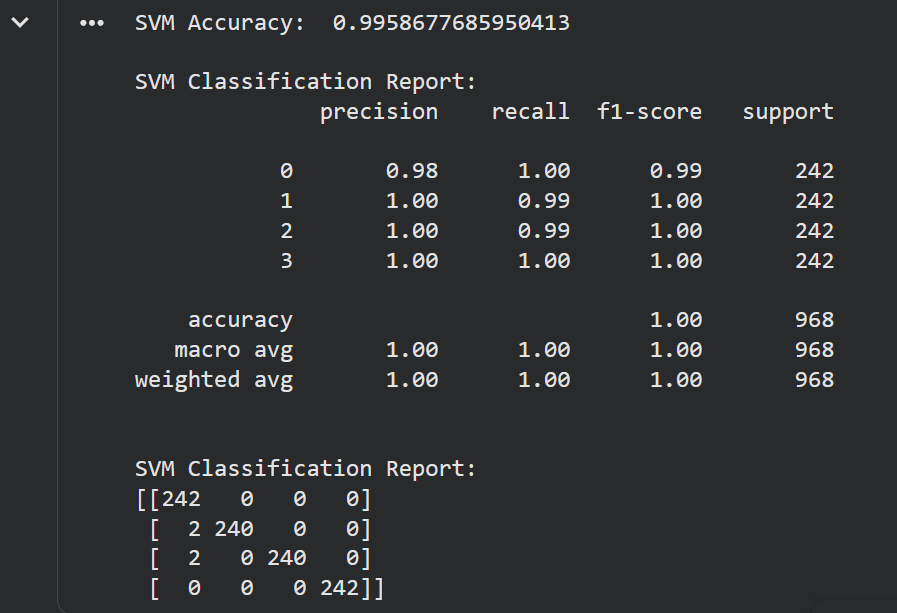 SVM Accuracy:  0.9958677685950413
SVM Classification Report:
precision    recall  f1-score   support
0       0.98      1.00      0.99       242
1       1.00      0.99      1.00       242
2       1.00      0.99      1.00       242
3       1.00      1.00      1.00       242
accuracy                           1.00       968
macro avg       1.00      1.00      1.00       968
weighted avg       1.00      1.00      1.00       968
SVM Classification Report:
[[242   0   0   0]
[  2 240   0   0]
[  2   0 240   0]
[  0   0   0 242]]